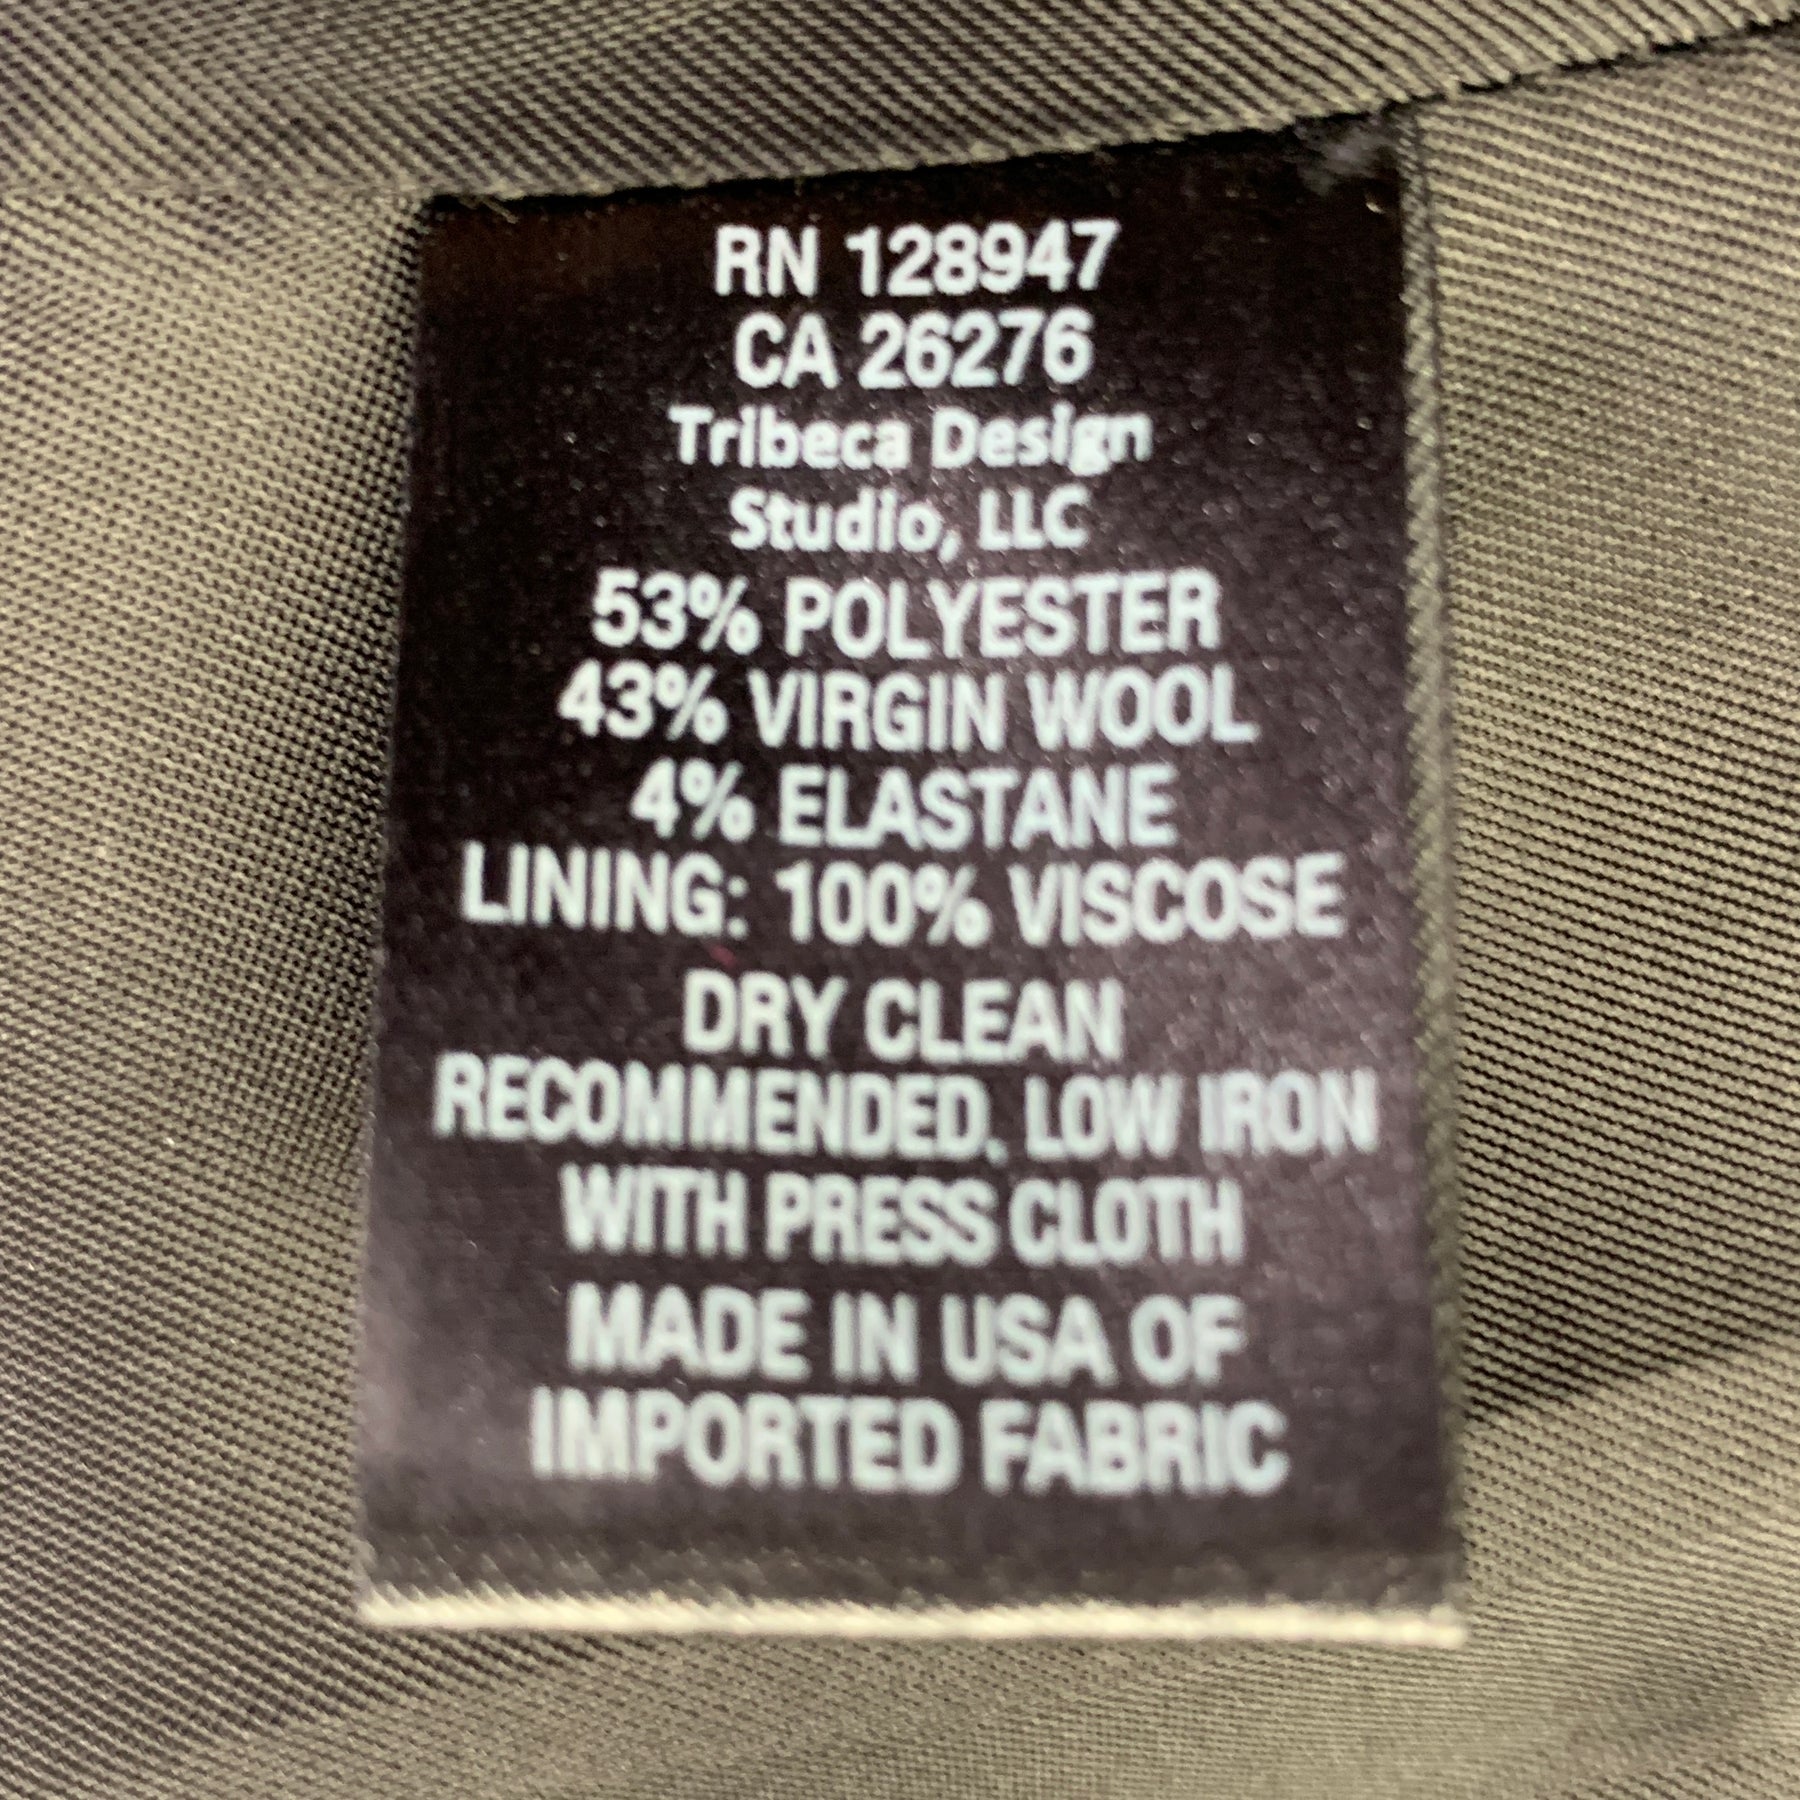 RN 128947
CA 26276
Tribeca Design
Studio, LLC
53% POLYESTER
43% VIRGIN WOOL
4% ELASTANE
LINING: 100% VISCOSE
DRY CLEAN
RECOMMENDED. LOW IRON
WITH PRESS CLOTH
MADE IN USA OF
IMPORTED FABRIC